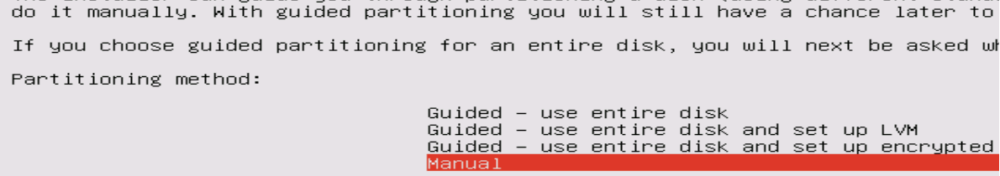 do it manually. With guided partitioning you will still have a chance later to
If you choose guided partitioning for an entire disk, you will next be asked
Partitioning method:
Guided - use entire disk
Guided - use entire disk and set up LVM
Guided - use entire disk and set up encrypted
Manual